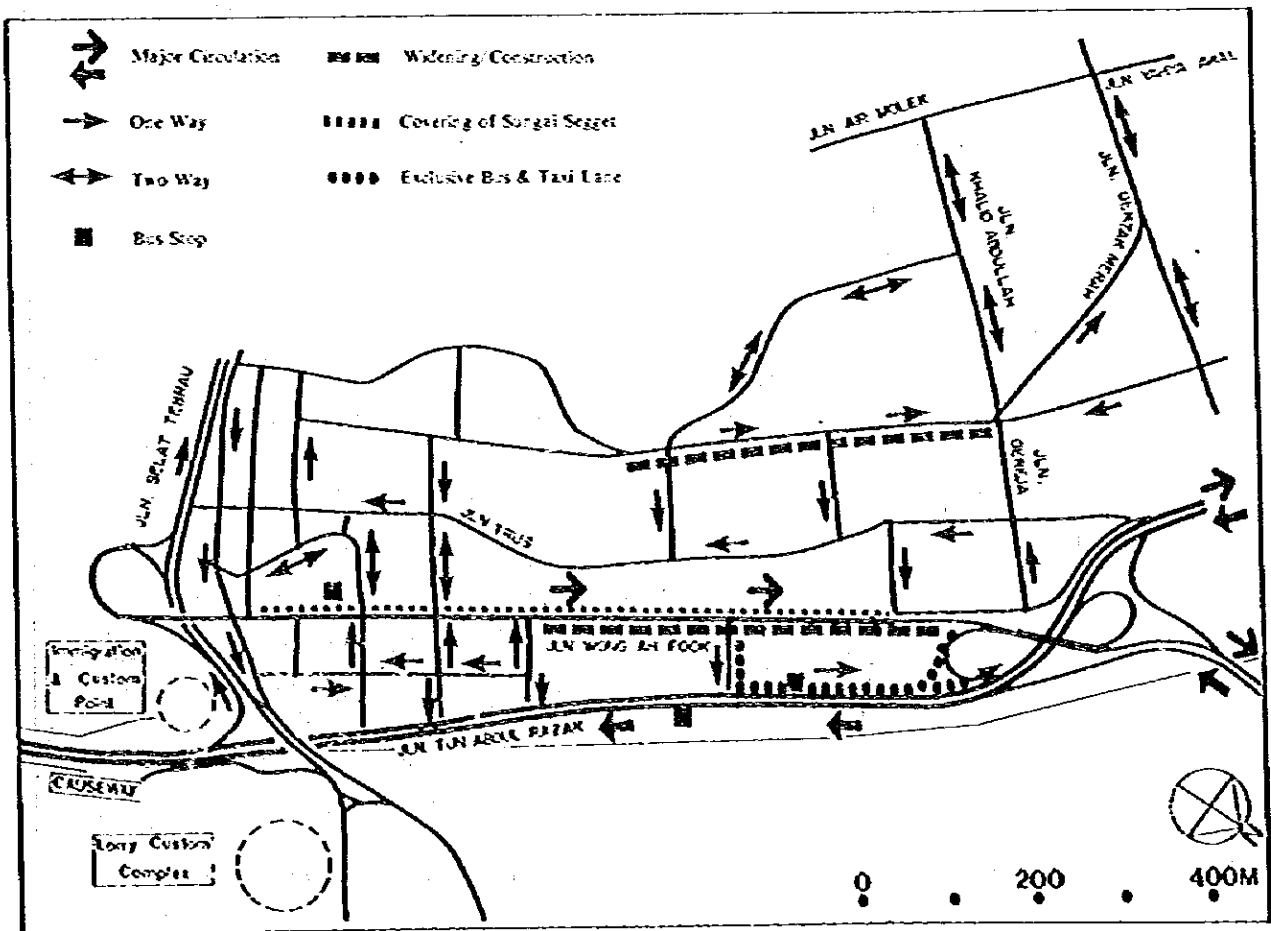 Major Circulation
Widening/Construction
One Way
Covering of Sungai Segget
Two Way
Exclusive Bus & Taxi Lane
Bus Stop
JLN AIR MOLEK
JLN
JLN. KHALID ABDULLAH
JLN. GERTAK MERAH
JLN. SELAT TEBRAU
JLN TRUS
JLN.
JLN WONG AH FOOK
JLN TUN ABDUL RAZAK
Immigration
& Custom
Point
CAUSEWAY
Lorry Custom
Complex
N
0 200 400M